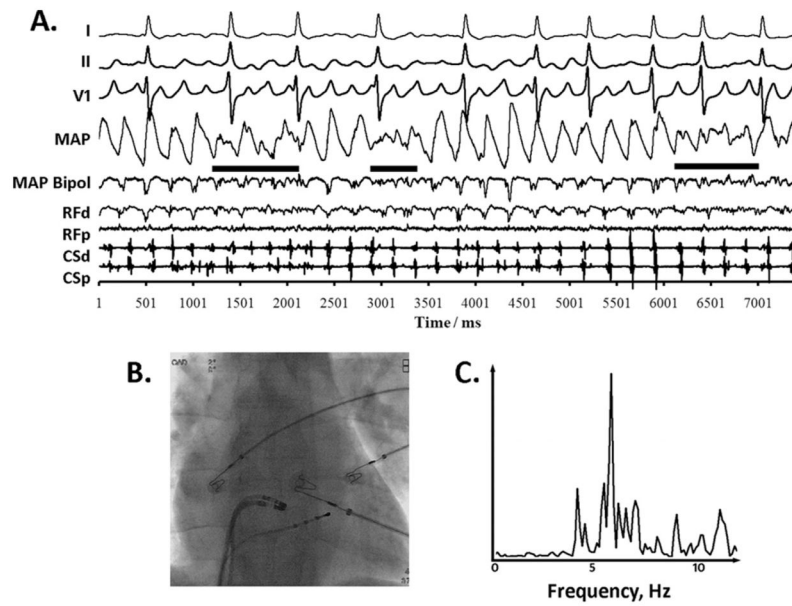 A.
I
II
V1
MAP
MAP Bipol
RFd
RFp
CSd
CSp
1 501 1001 1501 2001 2501 3001 3501 4001 4501 5001 5501 6001 6501 7001
Time / ms
B.
C.
0 5 10
Frequency, Hz